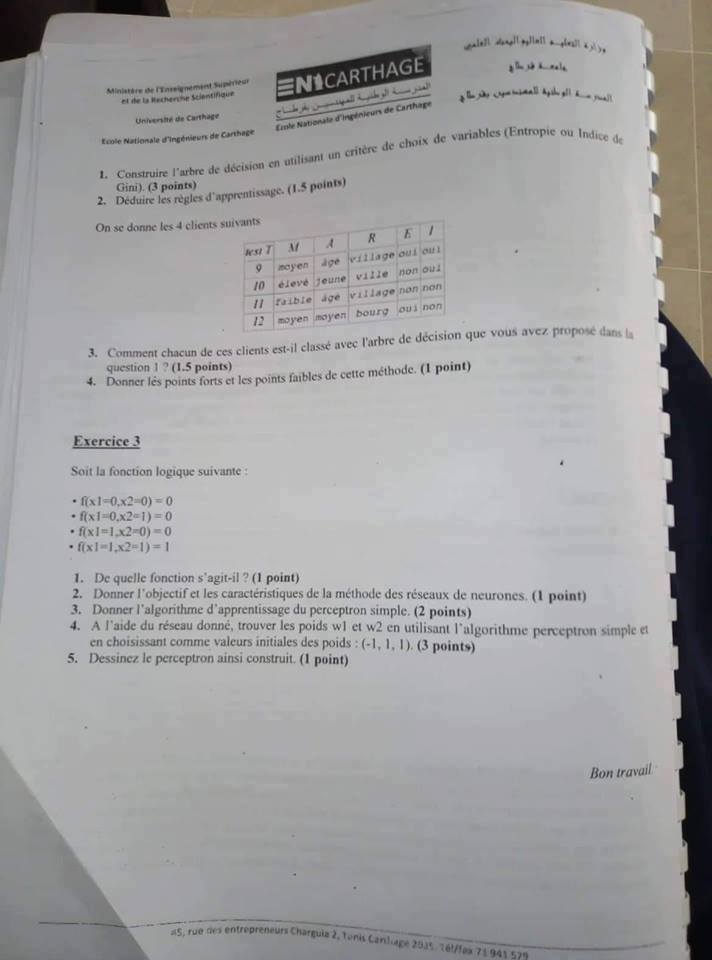 Ministère de l'Enseignement Supérieur
et de la Recherche Scientifique
Université de Carthage
Ecole Nationale d'Ingénieurs de Carthage
ENICARTHAGE
المدرسة الوطنية للمهندسين بقرطاج
Ecole Nationale d'Ingénieurs de Carthage
وزارة التعليم العالي والبحث العلمي
جامعة قرطاج
المدرسة الوطنية للمهندسين بقرطاج
1. Construire l'arbre de décision en utilisant un critère de choix de variables (Entropie ou Indice de
Gini). (3 points)
2. Déduire les règles d'apprentissage. (1.5 points)
On se donne les 4 clients suivants
test T M A R E I
9 moyen âgé village oui oui
10 élevé jeune ville non oui
11 faible âgé village non non
12 moyen moyen bourg oui non
3. Comment chacun de ces clients est-il classé avec l'arbre de décision que vous avez proposé dans la
question 1 ? (1.5 points)
4. Donner lés points forts et les points faibles de cette méthode. (1 point)
Exercice 3
Soit la fonction logique suivante :
• f(x1=0,x2=0) = 0
• f(x1=0,x2=1) = 0
• f(x1=1,x2=0) = 0
• f(x1=1,x2=1) = 1
1. De quelle fonction s'agit-il ? (1 point)
2. Donner l'objectif et les caractéristiques de la méthode des réseaux de neurones. (1 point)
3. Donner l'algorithme d'apprentissage du perceptron simple. (2 points)
4. A l'aide du réseau donné, trouver les poids w1 et w2 en utilisant l'algorithme perceptron simple et
en choisissant comme valeurs initiales des poids : (-1, 1, 1). (3 points)
5. Dessinez le perceptron ainsi construit. (1 point)
Bon travail
45, rue des entrepreneurs Charguia 2, Tunis Carthage 2035. Tél/fax 71 941 579